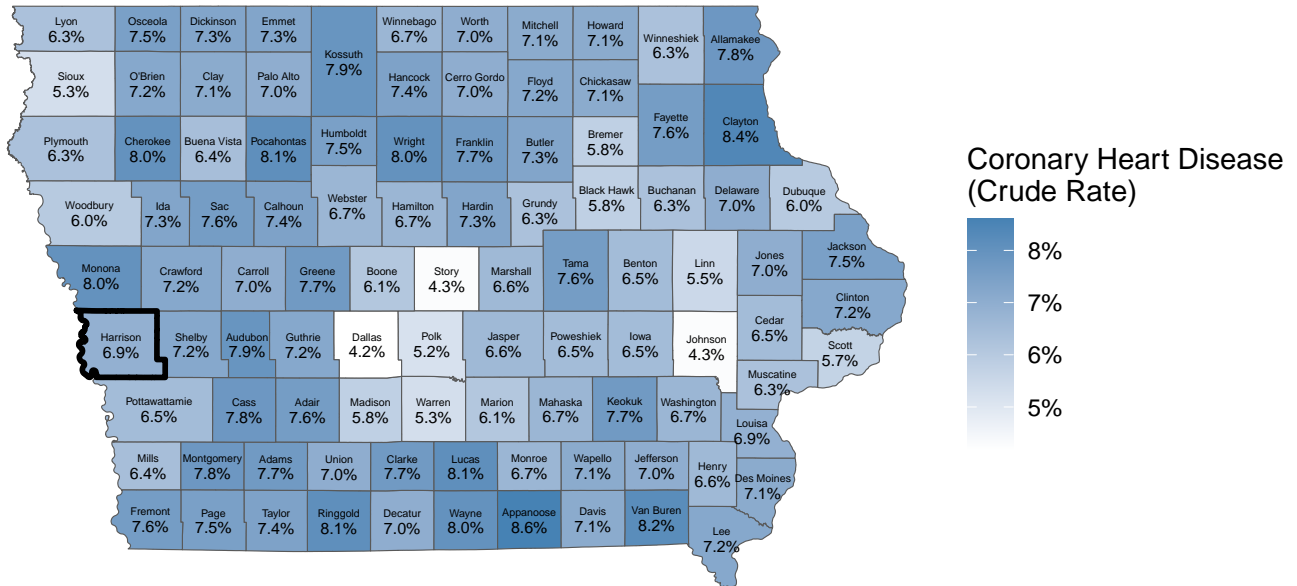 Lyon
6.3%
Osceola
7.5%
Dickinson
7.3%
Emmet
7.3%
Kossuth
7.9%
Winnebago
6.7%
Worth
7.0%
Mitchell
7.1%
Howard
7.1%
Winneshiek
6.3%
Allamakee
7.8%
Sioux
5.3%
O'Brien
7.2%
Clay
7.1%
Palo Alto
7.0%
Hancock
7.4%
Cerro Gordo
7.0%
Floyd
7.2%
Chickasaw
7.1%
Fayette
7.6%
Clayton
8.4%
Plymouth
6.3%
Cherokee
8.0%
Buena Vista
6.4%
Pocahontas
8.1%
Humboldt
7.5%
Wright
8.0%
Franklin
7.7%
Butler
7.3%
Bremer
5.8%
Woodbury
6.0%
Ida
7.3%
Sac
7.6%
Calhoun
7.4%
Webster
6.7%
Hamilton
6.7%
Hardin
7.3%
Grundy
6.3%
Black Hawk
5.8%
Buchanan
6.3%
Delaware
7.0%
Dubuque
6.0%
Monona
8.0%
Crawford
7.2%
Carroll
7.0%
Greene
7.7%
Boone
6.1%
Story
4.3%
Marshall
6.6%
Tama
7.6%
Benton
6.5%
Linn
5.5%
Jones
7.0%
Jackson
7.5%
Clinton
7.2%
Harrison
6.9%
Shelby
7.2%
Audubon
7.9%
Guthrie
7.2%
Dallas
4.2%
Polk
5.2%
Jasper
6.6%
Poweshiek
6.5%
Iowa
6.5%
Johnson
4.3%
Cedar
6.5%
Scott
5.7%
Muscatine
6.3%
Pottawattamie
6.5%
Cass
7.8%
Adair
7.6%
Madison
5.8%
Warren
5.3%
Marion
6.1%
Mahaska
6.7%
Keokuk
7.7%
Washington
6.7%
Louisa
6.9%
Mills
6.4%
Montgomery
7.8%
Adams
7.7%
Union
7.0%
Clarke
7.7%
Lucas
8.1%
Monroe
6.7%
Wapello
7.1%
Jefferson
7.0%
Henry
6.6%
Des Moines
7.1%
Fremont
7.6%
Page
7.5%
Taylor
7.4%
Ringgold
8.1%
Decatur
7.0%
Wayne
8.0%
Appanoose
8.6%
Davis
7.1%
Van Buren
8.2%
Lee
7.2%
Coronary Heart Disease
(Crude Rate)
8%
7%
6%
5%